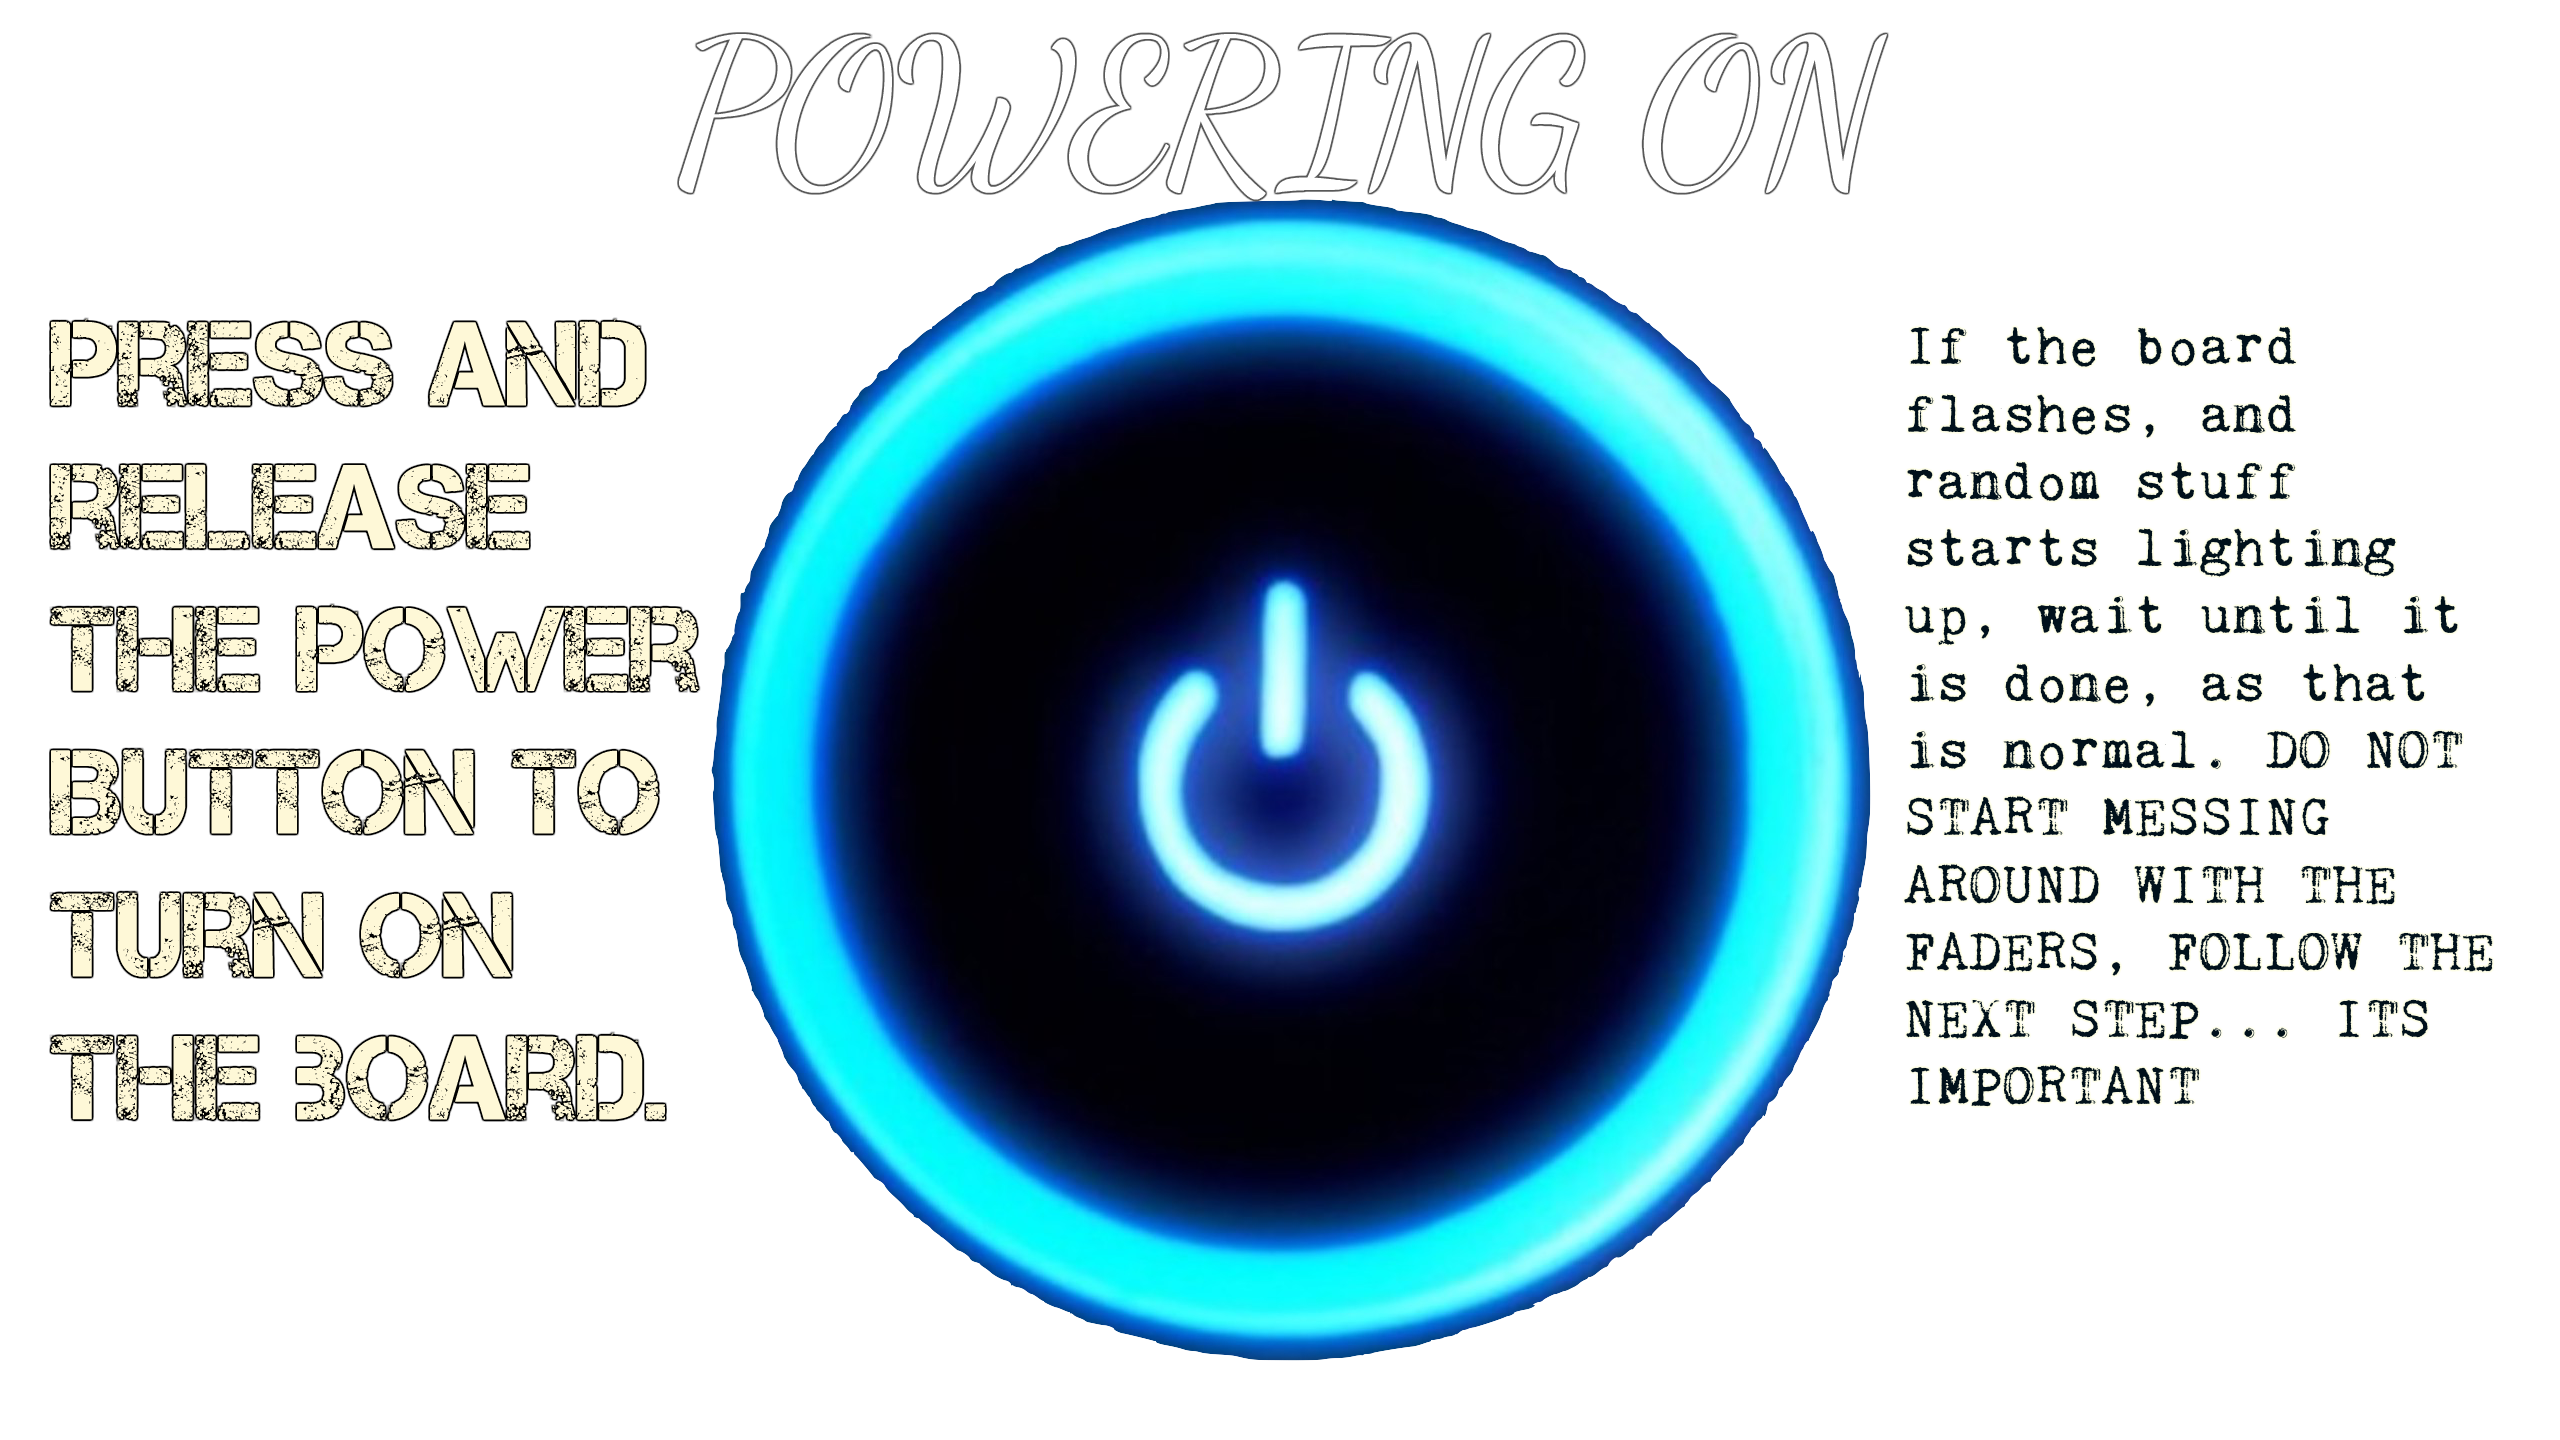 POWERING ON
PRESS AND
RELEASE
THE POWER
BUTTON TO
TURN ON
THE BOARD.
If the board
flashes, and
random stuff
starts lighting
up, wait until it
is done, as that
is normal. DO NOT
START MESSING
AROUND WITH THE
FADERS, FOLLOW THE
NEXT STEP... ITS
IMPORTANT